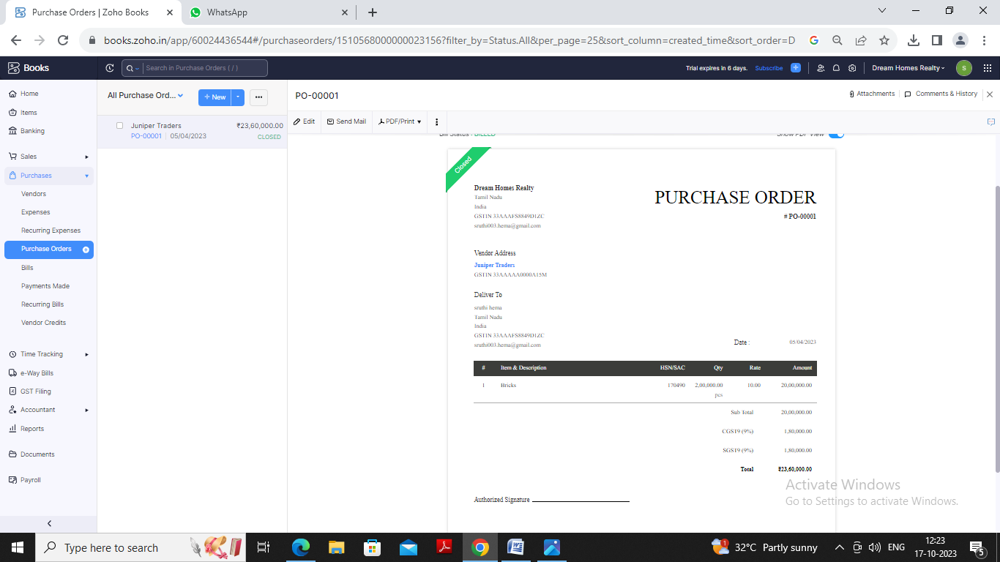 Purchase Orders | Zoho Books
WhatsApp
books.zoho.in/app/60024436544#/purchaseorders/1510568000000023156?filter_by=Status.All&per_page=25&sort_column=created_time&sort_order=D
Books
Search in Purchase Orders ( / )
Trial expires in 6 days. Subscribe
Dream Homes Realty
S
Home
Items
Banking
Sales
Purchases
Vendors
Expenses
Recurring Expenses
Purchase Orders
Bills
Payments Made
Recurring Bills
Vendor Credits
Time Tracking
e-Way Bills
GST Filing
Accountant
Reports
Documents
Payroll
All Purchase Ord...
+ New
Juniper Traders ₹23,60,000.00
PO-00001 | 05/04/2023 CLOSED
PO-00001
Attachments
Comments & History
Edit
Send Mail
PDF/Print
Bill Status : BILLED
Show PDF View
Closed
Dream Homes Realty
Tamil Nadu
India
GSTIN 33AAAFS8849D1ZC
sruthi003.hema@gmail.com
PURCHASE ORDER
# PO-00001
Vendor Address
Juniper Traders
GSTIN 33AAAAA0000A15M
Deliver To
sruthi hema
Tamil Nadu
India
GSTIN 33AAAFS8849D1ZC
sruthi003.hema@gmail.com
Date : 05/04/2023
# Item & Description HSN/SAC Qty Rate Amount
1 Bricks 170490 2,00,000.00 10.00 20,00,000.00
pcs
Sub Total 20,00,000.00
CGST9 (9%) 1,80,000.00
SGST9 (9%) 1,80,000.00
Total ₹23,60,000.00
Authorized Signature
Activate Windows
Go to Settings to activate Windows.
Type here to search
1
32°C Partly sunny
ENG
12:23
17-10-2023
5